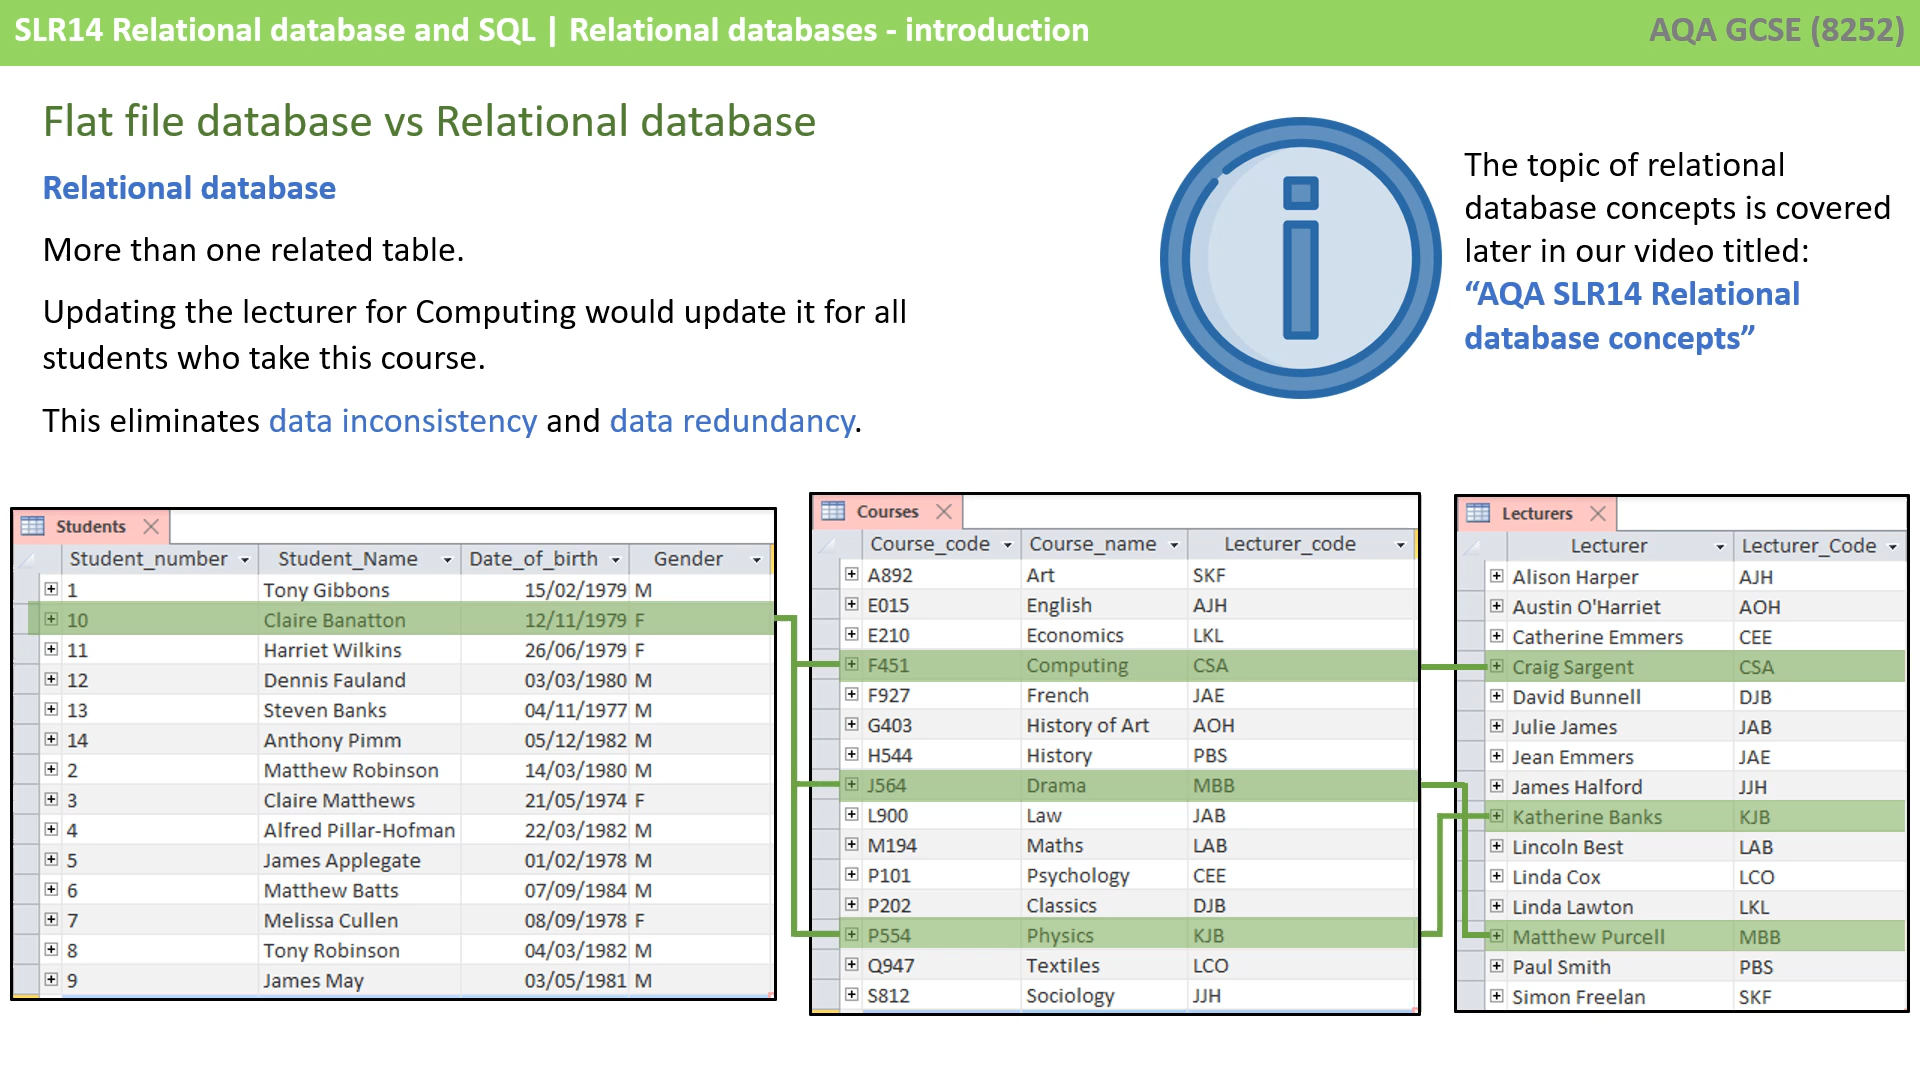 SLR14 Relational database and SQL | Relational databases - introduction
AQA GCSE (8252)
Flat file database vs Relational database
Relational database
More than one related table.
Updating the lecturer for Computing would update it for all
students who take this course.
This eliminates data inconsistency and data redundancy.
The topic of relational
database concepts is covered
later in our video titled:
“AQA SLR14 Relational
database concepts”
Students
Student_number Student_Name Date_of_birth Gender
1 Tony Gibbons 15/02/1979 M
10 Claire Banatton 12/11/1979 F
11 Harriet Wilkins 26/06/1979 F
12 Dennis Fauland 03/03/1980 M
13 Steven Banks 04/11/1977 M
14 Anthony Pimm 05/12/1982 M
2 Matthew Robinson 14/03/1980 M
3 Claire Matthews 21/05/1974 F
4 Alfred Pillar-Hofman 22/03/1982 M
5 James Applegate 01/02/1978 M
6 Matthew Batts 07/09/1984 M
7 Melissa Cullen 08/09/1978 F
8 Tony Robinson 04/03/1982 M
9 James May 03/05/1981 M
Courses
Course_code Course_name Lecturer_code
A892 Art SKF
E015 English AJH
E210 Economics LKL
F451 Computing CSA
F927 French JAE
G403 History of Art AOH
H544 History PBS
J564 Drama MBB
L900 Law JAB
M194 Maths LAB
P101 Psychology CEE
P202 Classics DJB
P554 Physics KJB
Q947 Textiles LCO
S812 Sociology JJH
Lecturers
Lecturer Lecturer_Code
Alison Harper AJH
Austin O'Harriet AOH
Catherine Emmers CEE
Craig Sargent CSA
David Bunnell DJB
Julie James JAB
Jean Emmers JAE
James Halford JJH
Katherine Banks KJB
Lincoln Best LAB
Linda Cox LCO
Linda Lawton LKL
Matthew Purcell MBB
Paul Smith PBS
Simon Freelan SKF